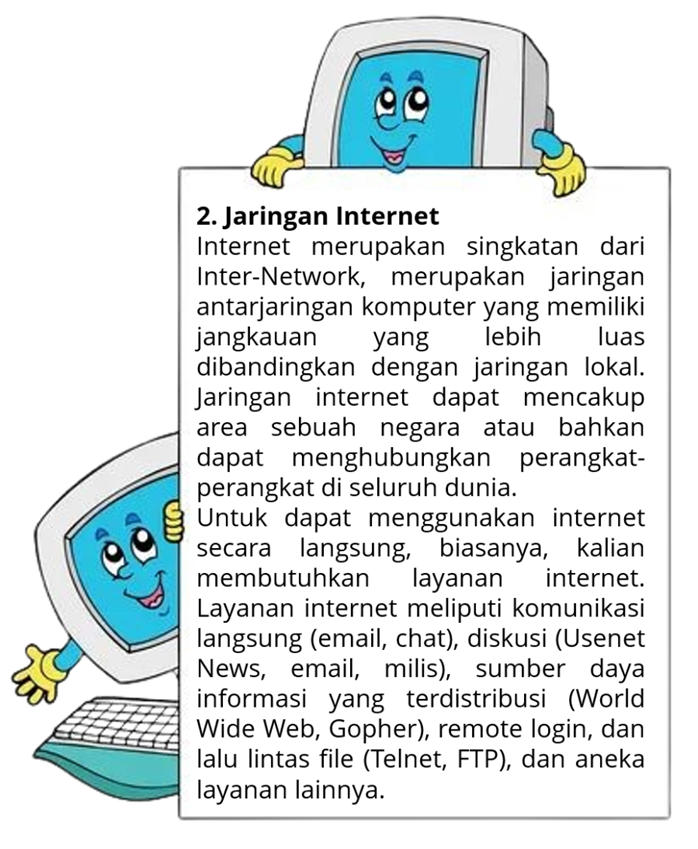 2. Jaringan Internet
Internet merupakan singkatan dari
Inter-Network, merupakan jaringan
antarjaringan komputer yang memiliki
jangkauan yang lebih luas
dibandingkan dengan jaringan lokal.
Jaringan internet dapat mencakup
area sebuah negara atau bahkan
dapat menghubungkan perangkat-
perangkat di seluruh dunia.
Untuk dapat menggunakan internet
secara langsung, biasanya, kalian
membutuhkan layanan internet.
Layanan internet meliputi komunikasi
langsung (email, chat), diskusi (Usenet
News, email, milis), sumber daya
informasi yang terdistribusi (World
Wide Web, Gopher), remote login, dan
lalu lintas file (Telnet, FTP), dan aneka
layanan lainnya.